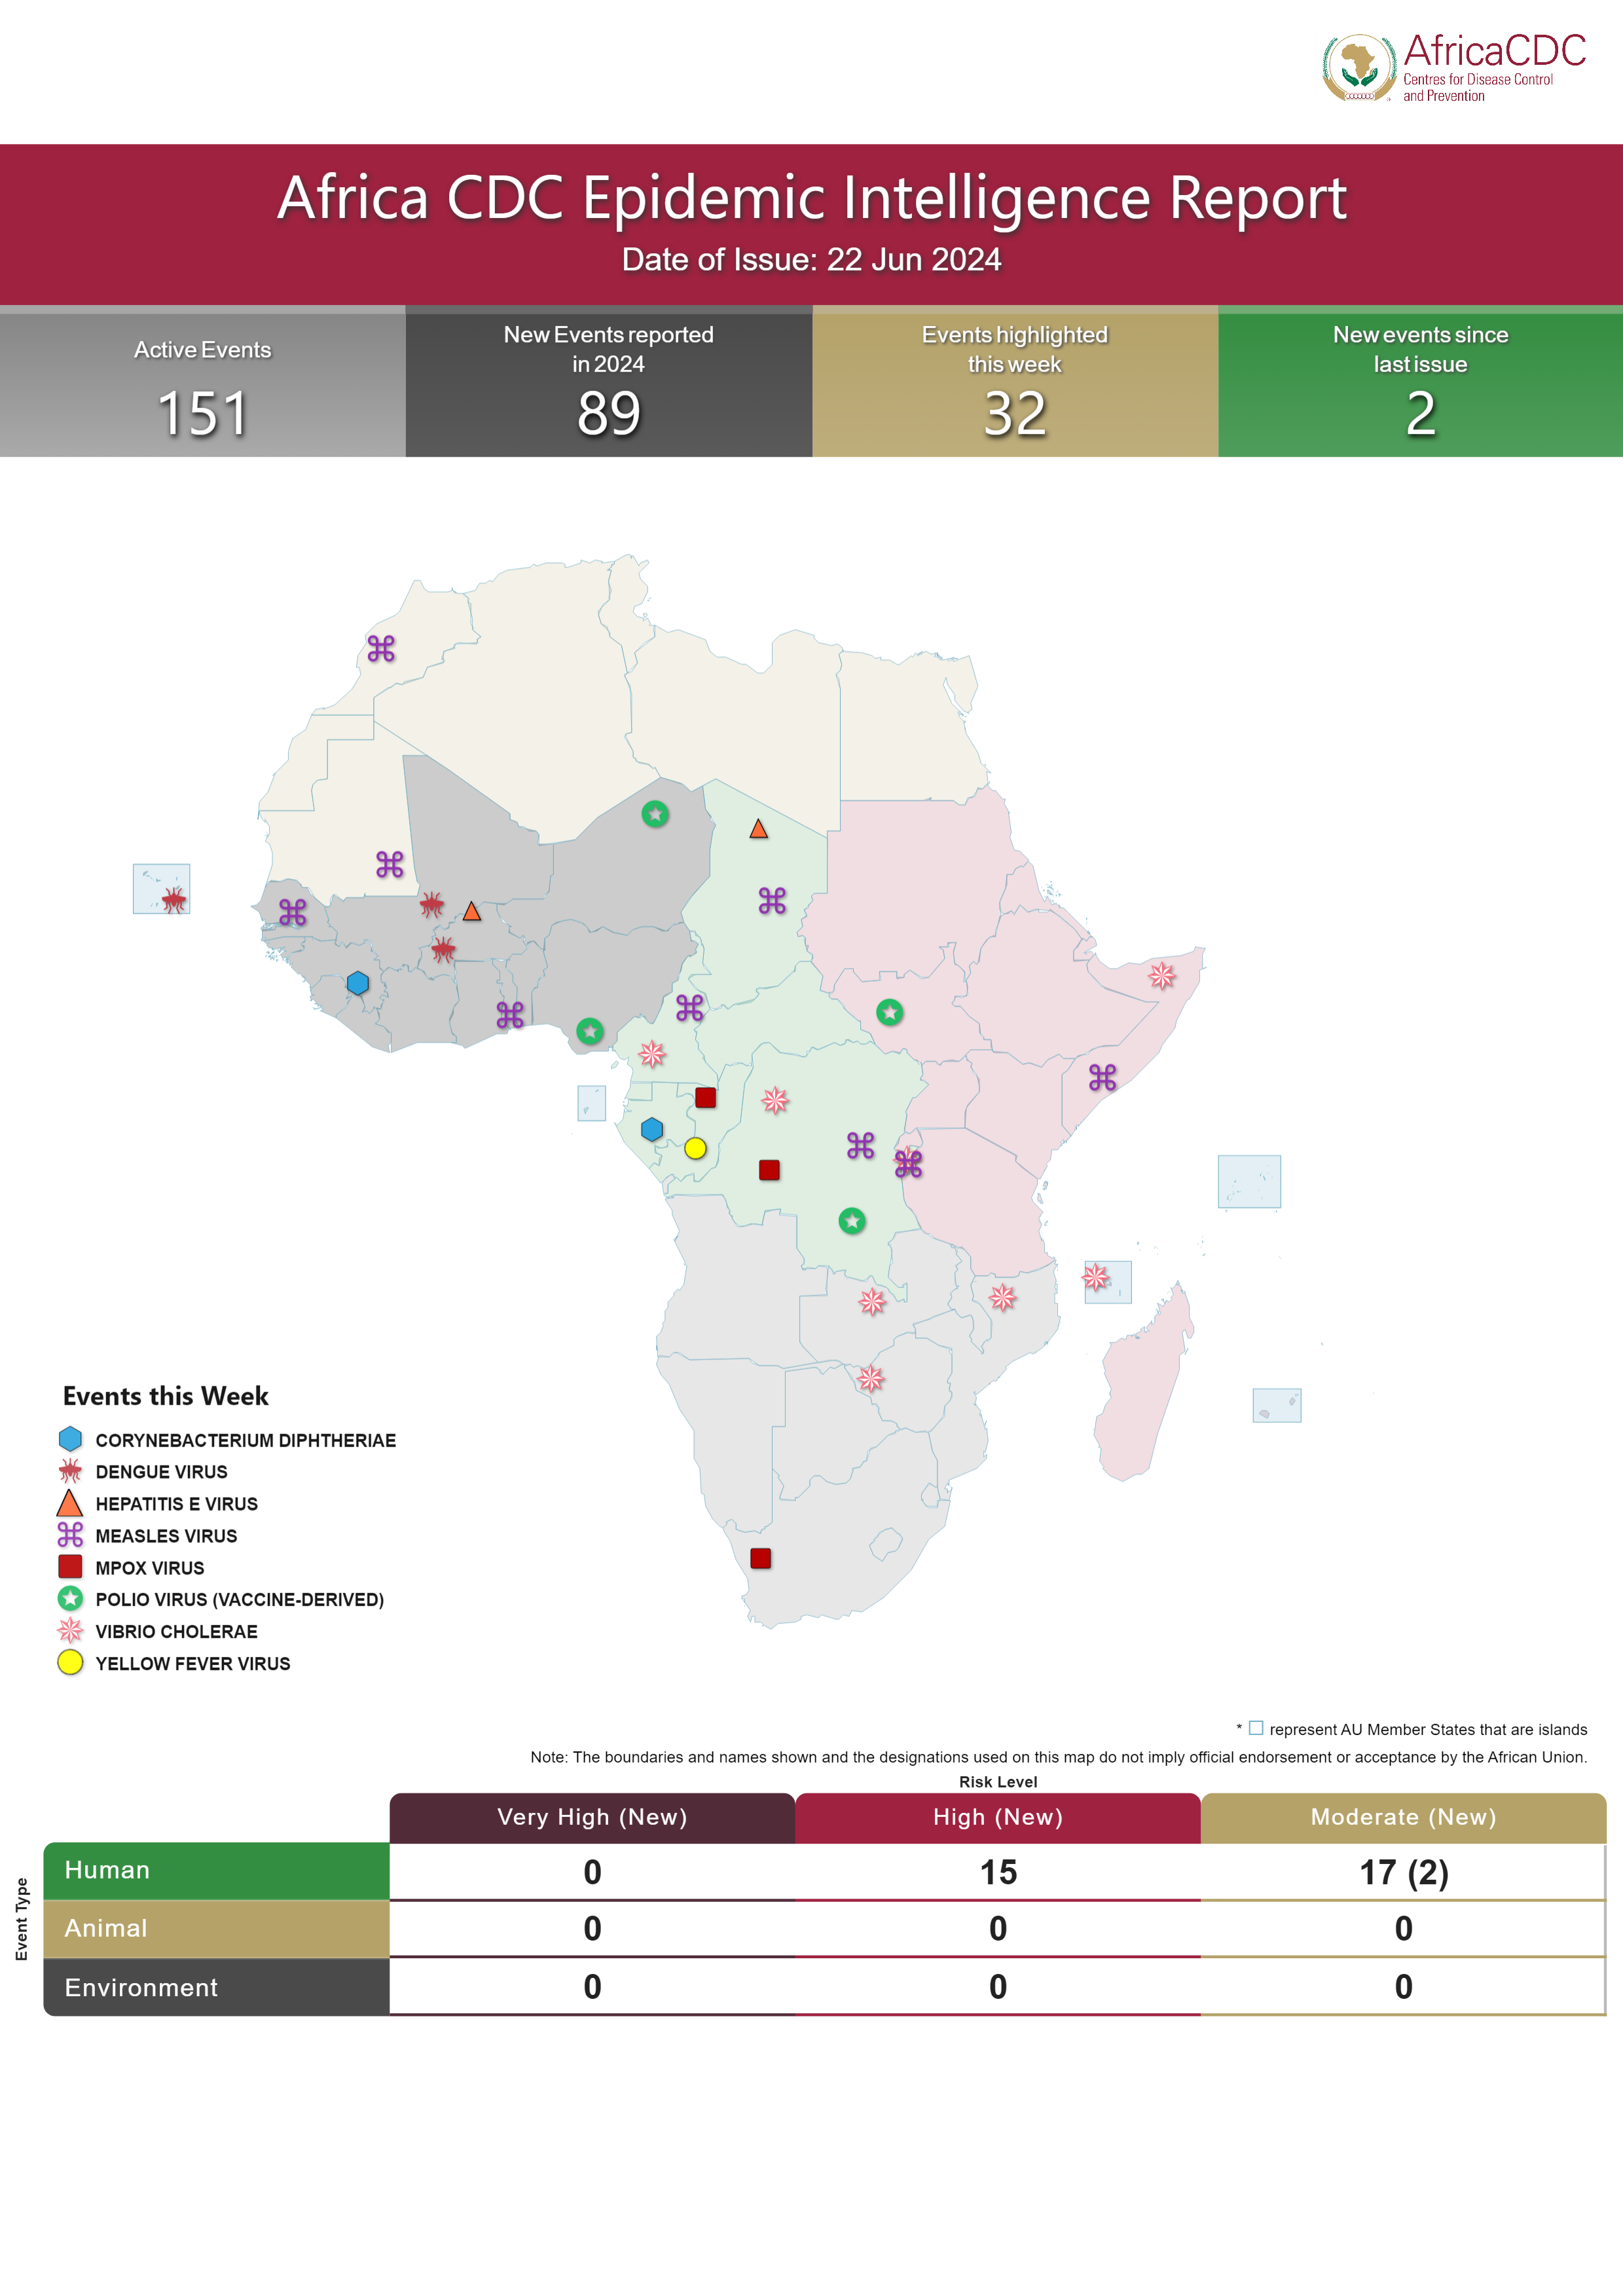 AfricaCDC
Centres for Disease Control
and Prevention
Africa CDC Epidemic Intelligence Report
Date of Issue: 22 Jun 2024
Active Events
151
New Events reported
in 2024
89
Events highlighted
this week
32
New events since
last issue
2
Events this Week
CORYNEBACTERIUM DIPHTHERIAE
DENGUE VIRUS
HEPATITIS E VIRUS
MEASLES VIRUS
MPOX VIRUS
POLIO VIRUS (VACCINE-DERIVED)
VIBRIO CHOLERAE
YELLOW FEVER VIRUS
* represent AU Member States that are islands
Note: The boundaries and names shown and the designations used on this map do not imply official endorsement or acceptance by the African Union.
Risk Level
Very High (New) High (New) Moderate (New)
Event Type
Human 0 15 17 (2)
Animal 0 0 0
Environment 0 0 0